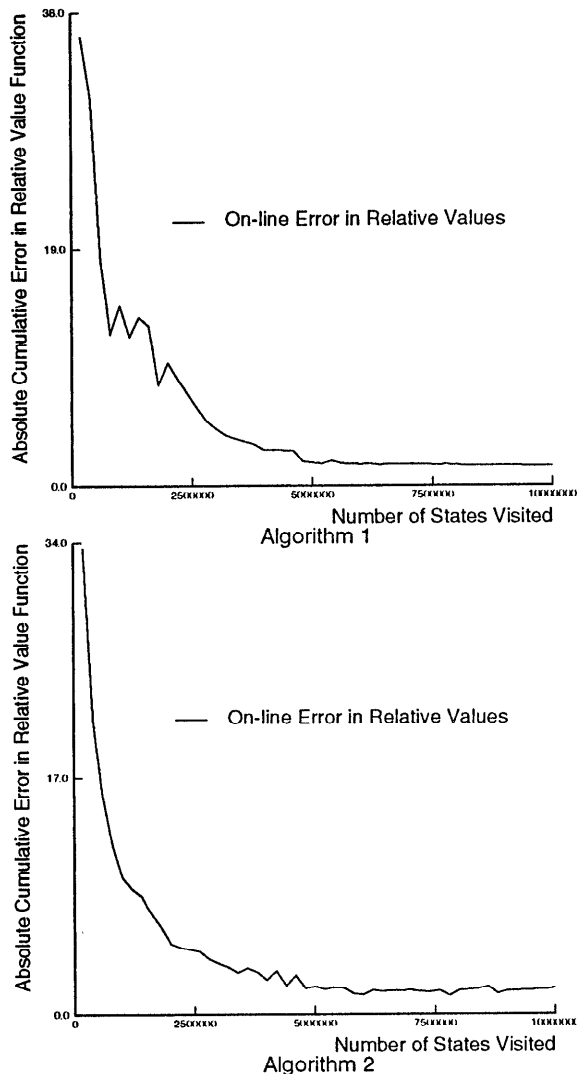 Absolute Cumulative Error in Relative Value Function
38.0
19.0
0.0
On-line Error in Relative Values
0 2500000 5000000 7500000 10000000
Number of States Visited
Algorithm 1
Absolute Cumulative Error in Relative Value Function
34.0
17.0
0.0
On-line Error in Relative Values
0 2500000 5000000 7500000 10000000
Number of States Visited
Algorithm 2